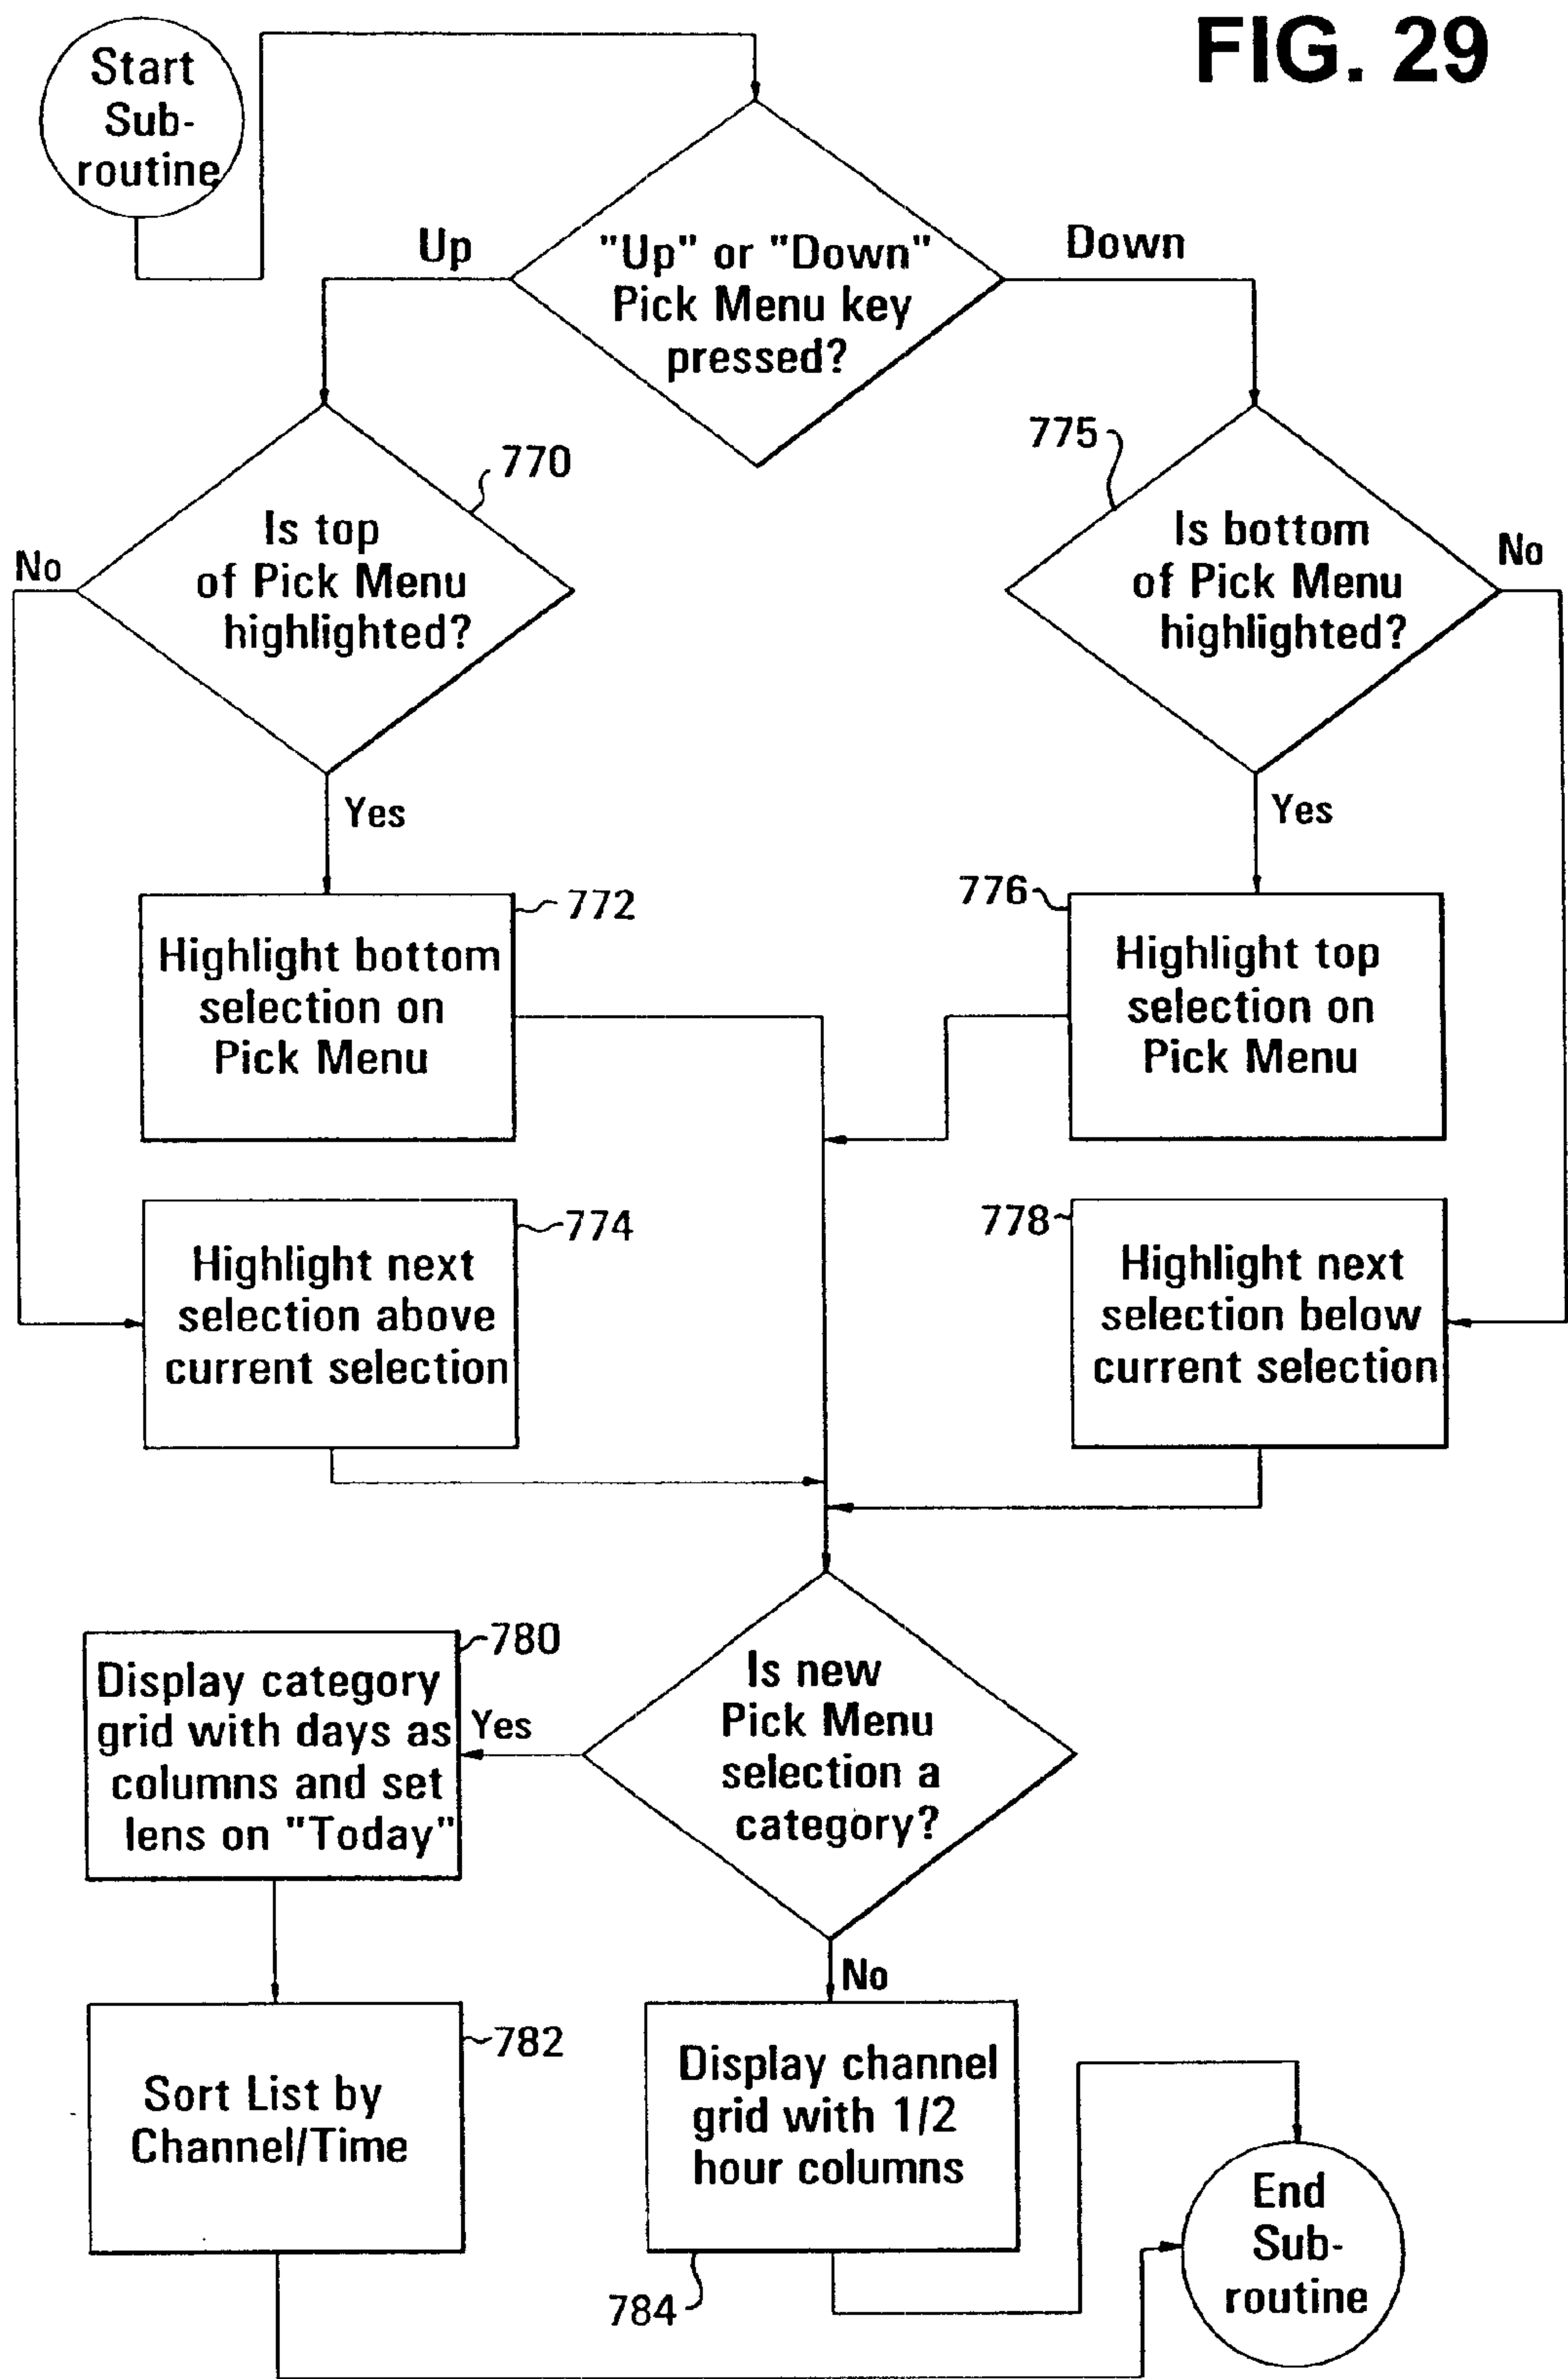 FIG. 29
Start
Sub-
routine
"Up" or "Down"
Pick Menu key
pressed?
Up
Down
770
Is top
of Pick Menu
highlighted?
No
Yes
775
Is bottom
of Pick Menu
highlighted?
No
Yes
772
Highlight bottom
selection on
Pick Menu
776
Highlight top
selection on
Pick Menu
774
Highlight next
selection above
current selection
778
Highlight next
selection below
current selection
Is new
Pick Menu
selection a
category?
Yes
No
780
Display category
grid with days as
columns and set
lens on "Today"
782
Sort List by
Channel/Time
Display channel
grid with 1/2
hour columns
784
End
Sub-
routine